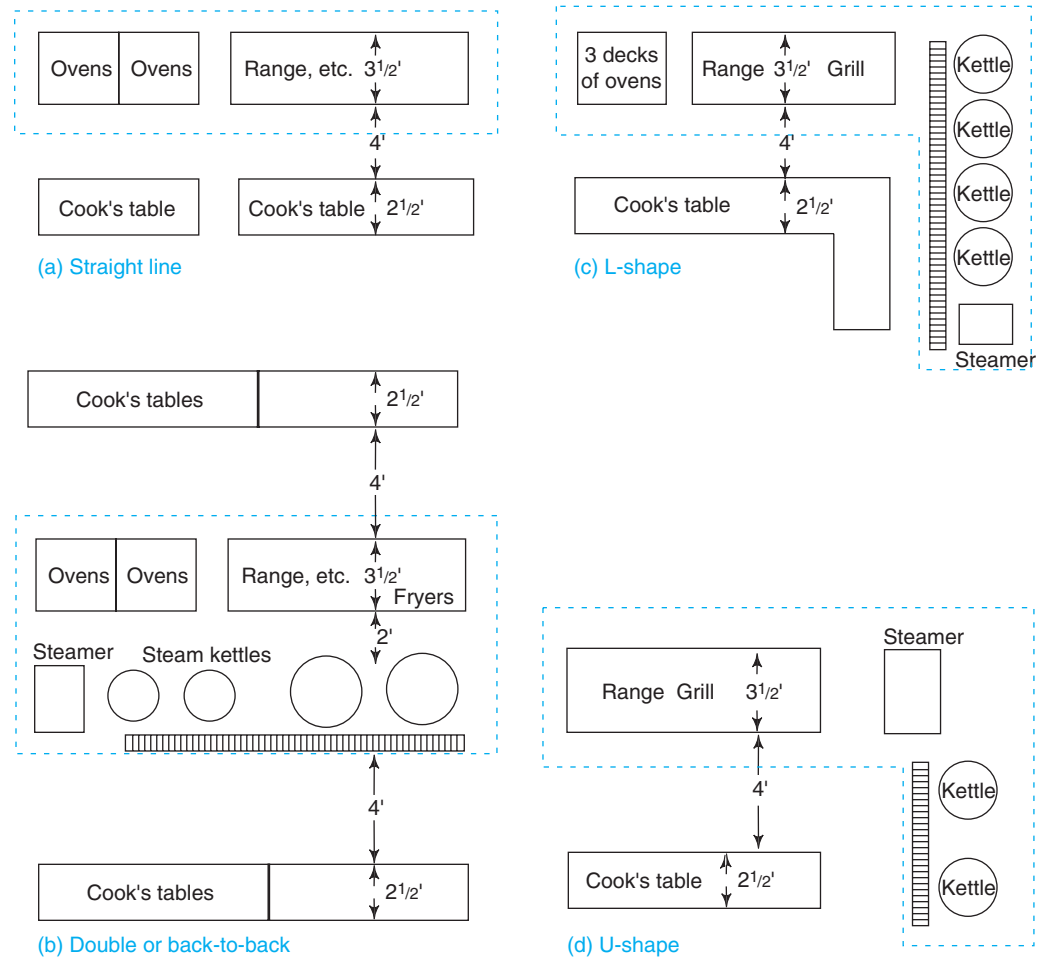 Ovens Ovens
Range, etc. 3 1/2'
4'
Cook's table
Cook's table 2 1/2'
(a) Straight line
3 decks
of ovens
Range 3 1/2' Grill
4'
Cook's table 2 1/2'
Kettle
Kettle
Kettle
Kettle
Steamer
(c) L-shape
Cook's tables 2 1/2'
4'
Ovens Ovens
Range, etc. 3 1/2'
Fryers
2'
Steamer Steam kettles
4'
Cook's tables 2 1/2'
(b) Double or back-to-back
Steamer
Range Grill 3 1/2'
4'
Kettle
Cook's table 2 1/2'
Kettle
(d) U-shape